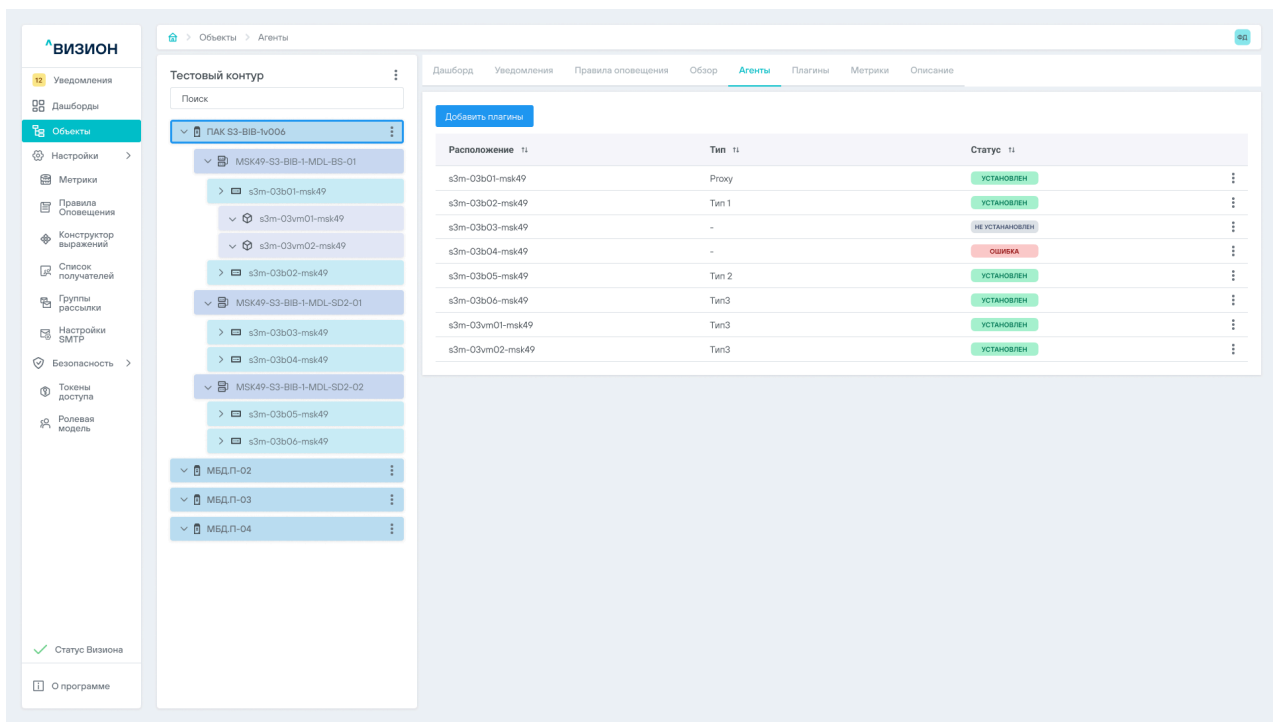 ^ВИЗИОН
12 Уведомления
Дашборды
Объекты
Настройки
Метрики
Правила
Оповещения
Конструктор
выражений
Список
получателей
Группы
рассылки
Настройки
SMTP
Безопасность
Токены
доступа
Ролевая
модель
Статус Визиона
О программе
Объекты > Агенты
ФД
Тестовый контур
Поиск
ПАК S3-BIB-1v006
MSK49-S3-BIB-1-MDL-BS-01
s3m-03b01-msk49
s3m-03vm01-msk49
s3m-03vm02-msk49
s3m-03b02-msk49
MSK49-S3-BIB-1-MDL-SD2-01
s3m-03b03-msk49
s3m-03b04-msk49
MSK49-S3-BIB-1-MDL-SD2-02
s3m-03b05-msk49
s3m-03b06-msk49
МБД.П-02
МБД.П-03
МБД.П-04
Дашборд Уведомления Правила оповещения Обзор Агенты Плагины Метрики Описание
Добавить плагины
Расположение Тип Статус
s3m-03b01-msk49 Proxy УСТАНОВЛЕН
s3m-03b02-msk49 Тип 1 УСТАНОВЛЕН
s3m-03b03-msk49 - НЕ УСТАНАНОВЛЕН
s3m-03b04-msk49 - ОШИБКА
s3m-03b05-msk49 Тип 2 УСТАНОВЛЕН
s3m-03b06-msk49 Тип3 УСТАНОВЛЕН
s3m-03vm01-msk49 Тип3 УСТАНОВЛЕН
s3m-03vm02-msk49 Тип3 УСТАНОВЛЕН